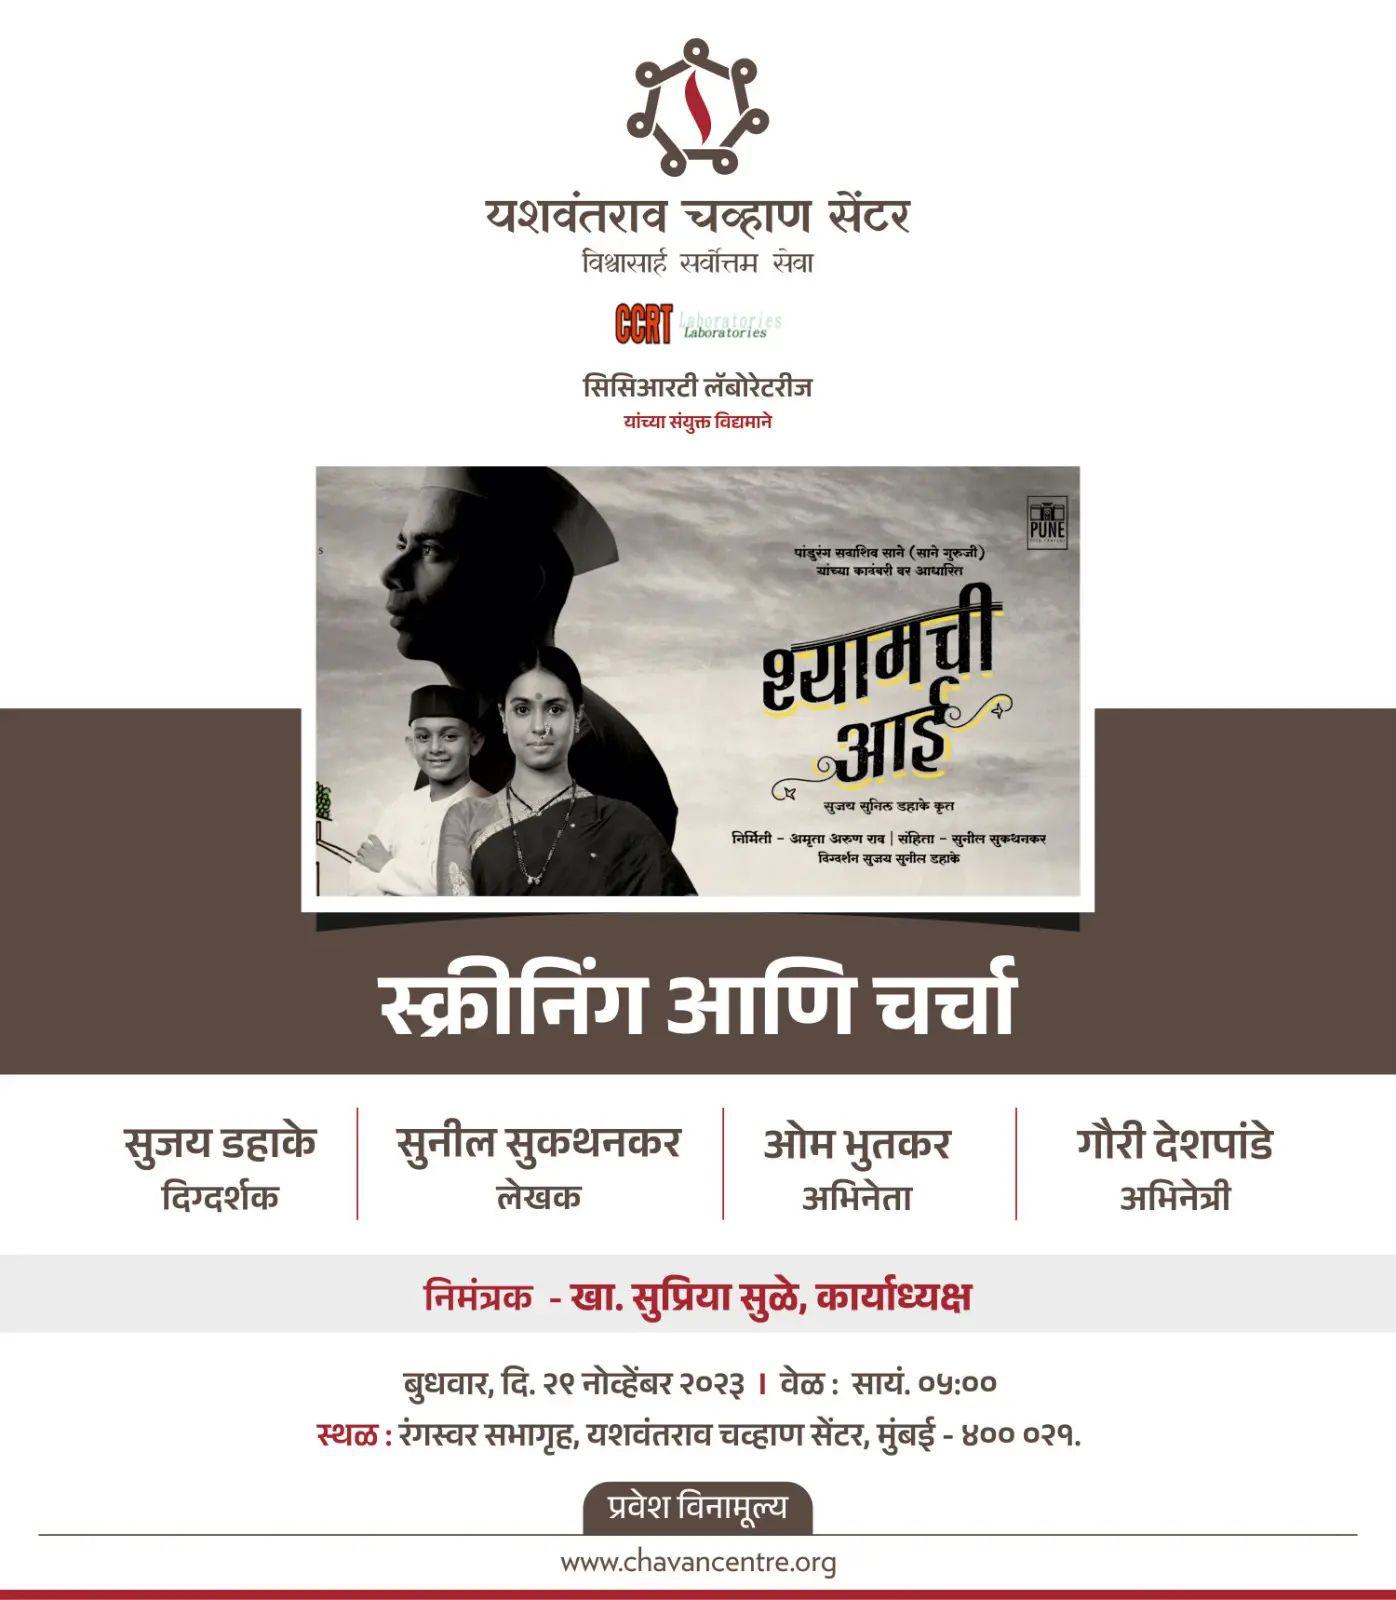 यशवंतराव चव्हाण सेंटर
विश्वासार्ह सर्वोत्तम सेवा
CCRT Laboratories
Laboratories
सिसिआरटी लॅबोरेटरीज
यांच्या संयुक्त विद्यमाने
PUNE
पांडुरंग सदाशिव साने (साने गुरुजी)
यांच्या कादंबरी वर आधारित
श्यामची
आई
सुजय सुनिल डहाके कृत
निर्मिती - अमृता अरुण राव | संहिता - सुनील सुकथनकर
दिग्दर्शन सुजय सुनील डहाके
स्क्रीनिंग आणि चर्चा
सुजय डहाके
दिग्दर्शक
सुनील सुकथनकर
लेखक
ओम भुतकर
अभिनेता
गौरी देशपांडे
अभिनेत्री
निमंत्रक - खा. सुप्रिया सुळे, कार्याध्यक्ष
बुधवार, दि. २९ नोव्हेंबर २०२३ । वेळ : सायं. ०५:००
स्थळ : रंगस्वर सभागृह, यशवंतराव चव्हाण सेंटर, मुंबई - ४०० ०२१.
प्रवेश विनामूल्य
www.chavancentre.org